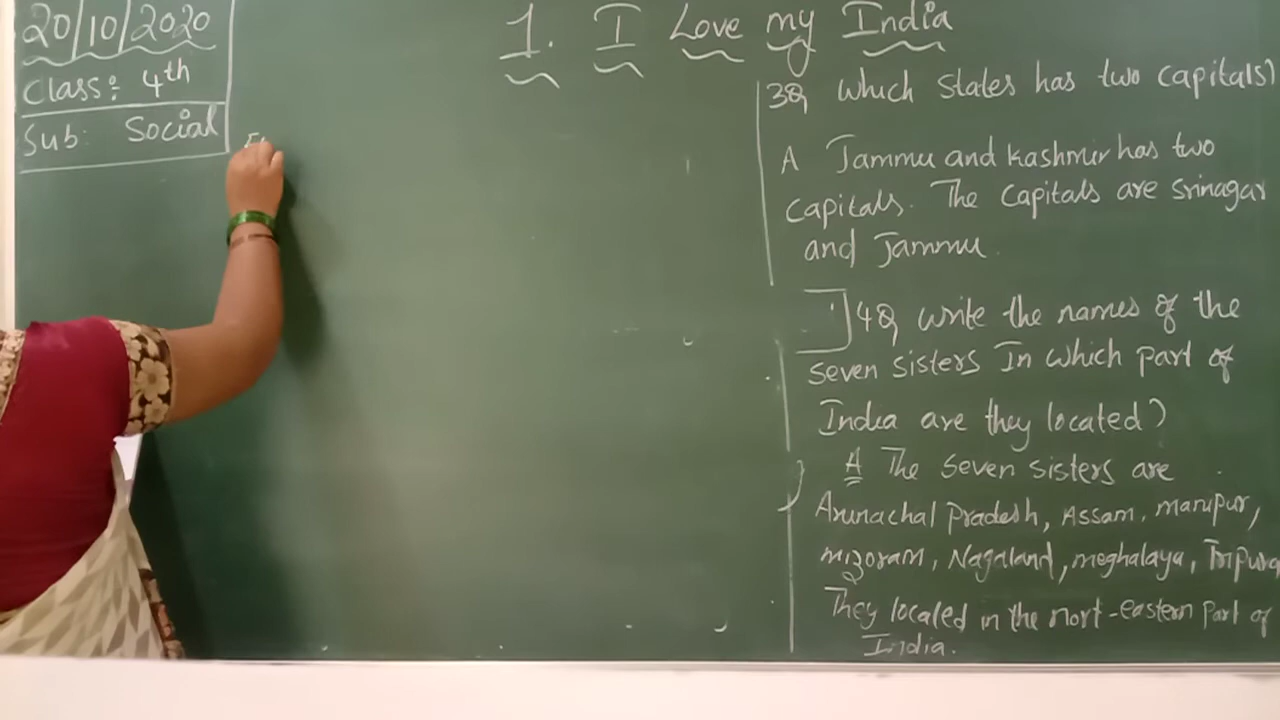 20/10/2020
Class: 4th
Sub: Social
1. I Love my India
3Q Which states has two capitals?
A Jammu and Kashmir has two
capitals. The capitals are Srinagar
and Jammu.
4Q write the names of the
seven sisters In which part of
India are they located?
A The seven sisters are
Arunachal Pradesh, Assam, manipur,
mizoram, Nagaland, meghalaya, Tripura
They located in the nort-eastern part of
India.